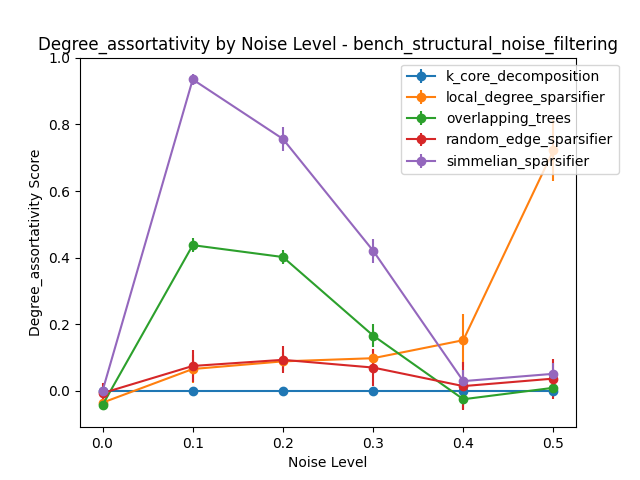 Degree_assortativity by Noise Level - bench_structural_noise_filtering
Degree_assortativity Score
1.0
0.8
0.6
0.4
0.2
0.0
k_core_decomposition
local_degree_sparsifier
overlapping_trees
random_edge_sparsifier
simmelian_sparsifier
0.0 0.1 0.2 0.3 0.4 0.5
Noise Level